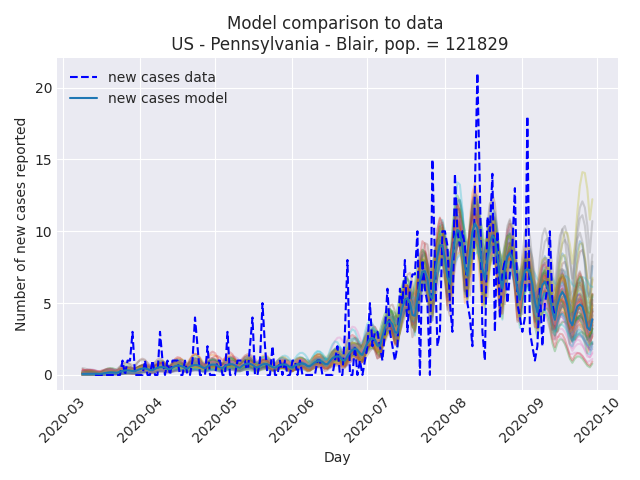 Model comparison to data
US - Pennsylvania - Blair, pop. = 121829
new cases data
new cases model
Number of new cases reported
20
15
10
5
0
2020-03
2020-04
2020-05
2020-06
2020-07
2020-08
2020-09
2020-10
Day